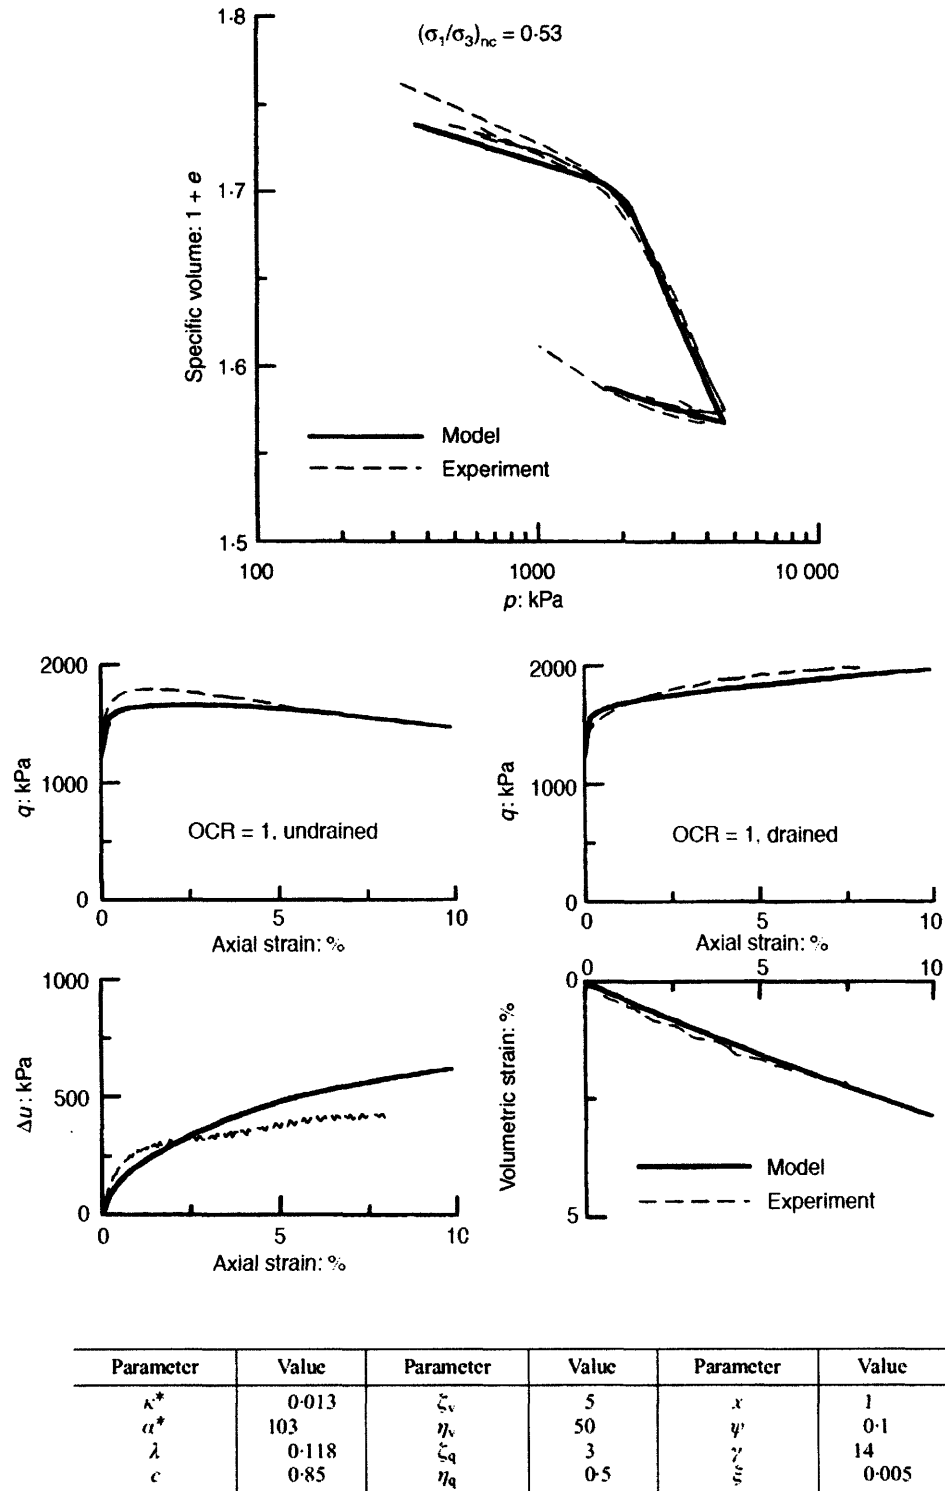 1·8
(σ1/σ3)nc = 0·53
1·7
Specific volume: 1 + e
1·6
Model
Experiment
1·5
100 1000 10 000
p: kPa
2000
q: kPa
1000
OCR = 1, undrained
0
0 5 10
Axial strain: %
2000
q: kPa
1000
OCR = 1, drained
0
0 5 10
Axial strain: %
1000
Δu: kPa
500
0
0 5 10
Axial strain: %
0 5 10
0
Volumetric strain: %
Model
Experiment
5
Parameter Value Parameter Value Parameter Value
κ* 0·013 ζv 5 x 1
α* 103 ηv 50 ψ 0·1
λ 0·118 ζq 3 γ 14
c 0·85 ηq 0·5 ξ 0·005